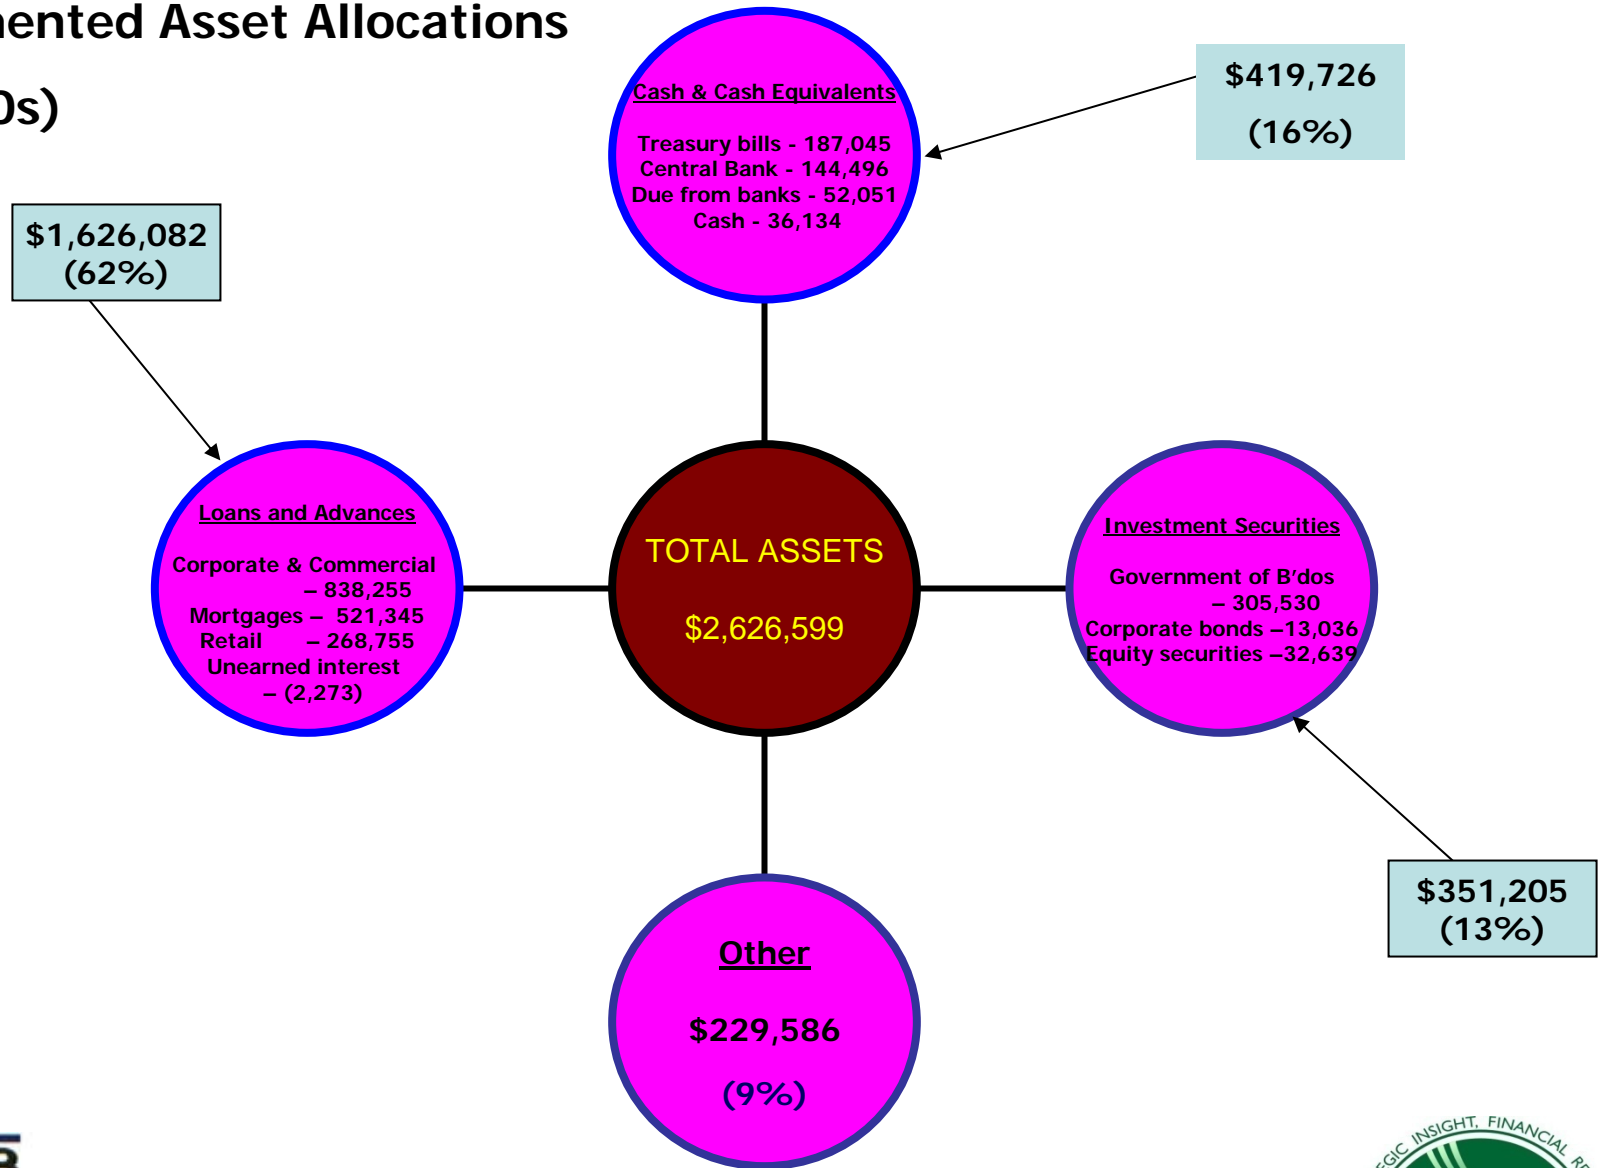 ented Asset Allocations
0s)
Cash & Cash Equivalents
Treasury bills - 187,045
Central Bank - 144,496
Due from banks - 52,051
Cash - 36,134
$419,726
(16%)
$1,626,082
(62%)
Loans and Advances
Corporate & Commercial
– 838,255
Mortgages – 521,345
Retail – 268,755
Unearned interest
– (2,273)
TOTAL ASSETS
$2,626,599
Investment Securities
Government of B’dos
– 305,530
Corporate bonds –13,036
Equity securities –32,639
$351,205
(13%)
Other
$229,586
(9%)
GIC INSIGHT, FINANCIAL RE